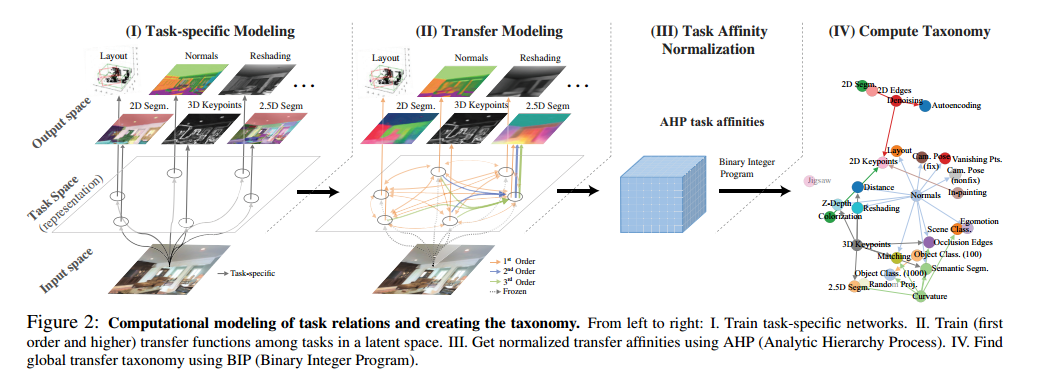 (I) Task-specific Modeling
(II) Transfer Modeling
(III) Task Affinity
Normalization
(IV) Compute Taxonomy
Output space
Task Space
(representation)
Input space
Layout
Normals
Reshading
...
2D Segm.
3D Keypoints
2.5D Segm
Task-specific
Layout
Normals
Reshading
...
2D Segm.
3D Keypoints
2.5D Segm
1st Order
2nd Order
3rd Order
Frozen
AHP task affinities
Binary Integer
Program
2D Segm.
2D Edges
Denoising
Autoencoding
Layout
2D Keypoints
Cam. Pose
(fix)
Vanishing Pts.
Cam. Pose
(nonfix)
Jigsaw
Distance
Normals
In-painting
Z-Depth
Reshading
Colorization
Egomotion
Scene Class.
3D Keypoints
Occlusion Edges
Matching
Object Class. (100)
Semantic Segm.
Object Class. (1000)
2.5D Segm.
Random Proj.
Curvature
Figure 2: Computational modeling of task relations and creating the taxonomy. From left to right: I. Train task-specific networks. II. Train (first
order and higher) transfer functions among tasks in a latent space. III. Get normalized transfer affinities using AHP (Analytic Hierarchy Process). IV. Find
global transfer taxonomy using BIP (Binary Integer Program).